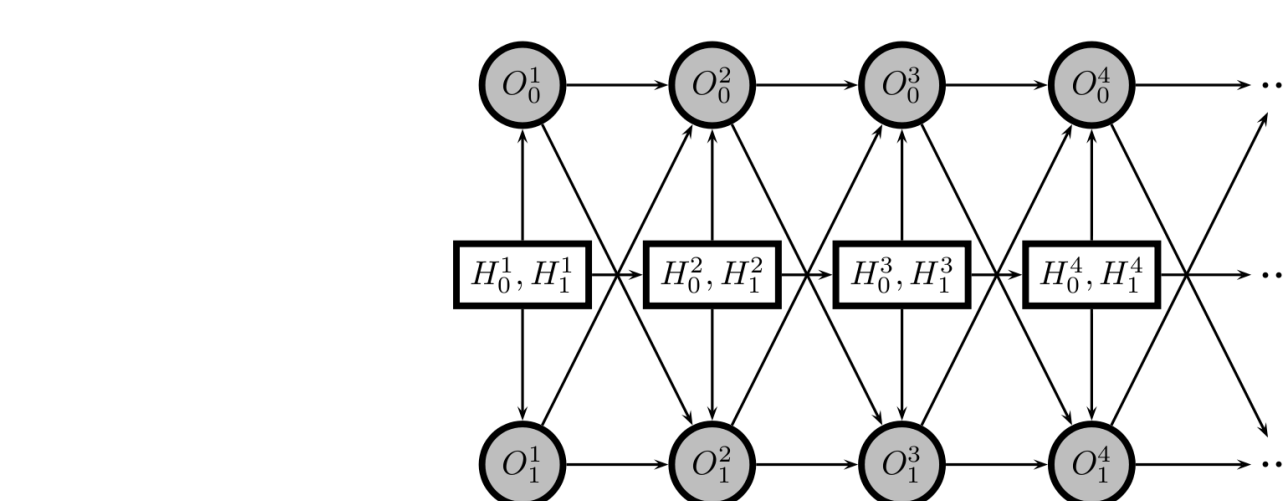 O_0^1 O_0^2 O_0^3 O_0^4 ··
H_0^1, H_1^1 H_0^2, H_1^2 H_0^3, H_1^3 H_0^4, H_1^4 ··
O_1^1 O_1^2 O_1^3 O_1^4 ··